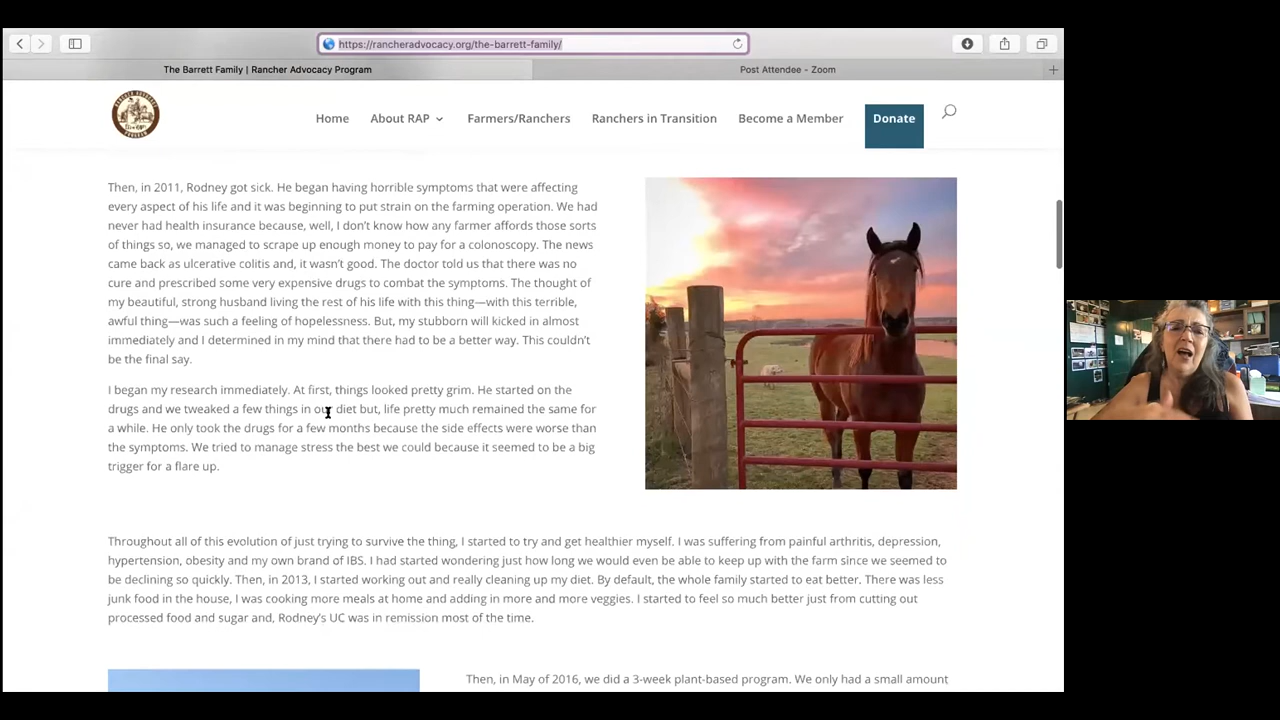 https://rancheradvocacy.org/the-barrett-family/
The Barrett Family | Rancher Advocacy Program
Post Attendee - Zoom
Home
About RAP
Farmers/Ranchers
Ranchers in Transition
Become a Member
Donate
Then, in 2011, Rodney got sick. He began having horrible symptoms that were affecting
every aspect of his life and it was beginning to put strain on the farming operation. We had
never had health insurance because, well, I don't know how any farmer affords those sorts
of things so, we managed to scrape up enough money to pay for a colonoscopy. The news
came back as ulcerative colitis and, it wasn't good. The doctor told us that there was no
cure and prescribed some very expensive drugs to combat the symptoms. The thought of
my beautiful, strong husband living the rest of his life with this thing—with this terrible,
awful thing—was such a feeling of hopelessness. But, my stubborn will kicked in almost
immediately and I determined in my mind that there had to be a better way. This couldn't
be the final say.
I began my research immediately. At first, things looked pretty grim. He started on the
drugs and we tweaked a few things in our diet but, life pretty much remained the same for
a while. He only took the drugs for a few months because the side effects were worse than
the symptoms. We tried to manage stress the best we could because it seemed to be a big
trigger for a flare up.
Throughout all of this evolution of just trying to survive the thing, I started to try and get healthier myself. I was suffering from painful arthritis, depression,
hypertension, obesity and my own brand of IBS. I had started wondering just how long we would even be able to keep up with the farm since we seemed to
be declining so quickly. Then, in 2013, I started working out and really cleaning up my diet. By default, the whole family started to eat better. There was less
junk food in the house, I was cooking more meals at home and adding in more and more veggies. I started to feel so much better just from cutting out
processed food and sugar and, Rodney's UC was in remission most of the time.
Then, in May of 2016, we did a 3-week plant-based program. We only had a small amount